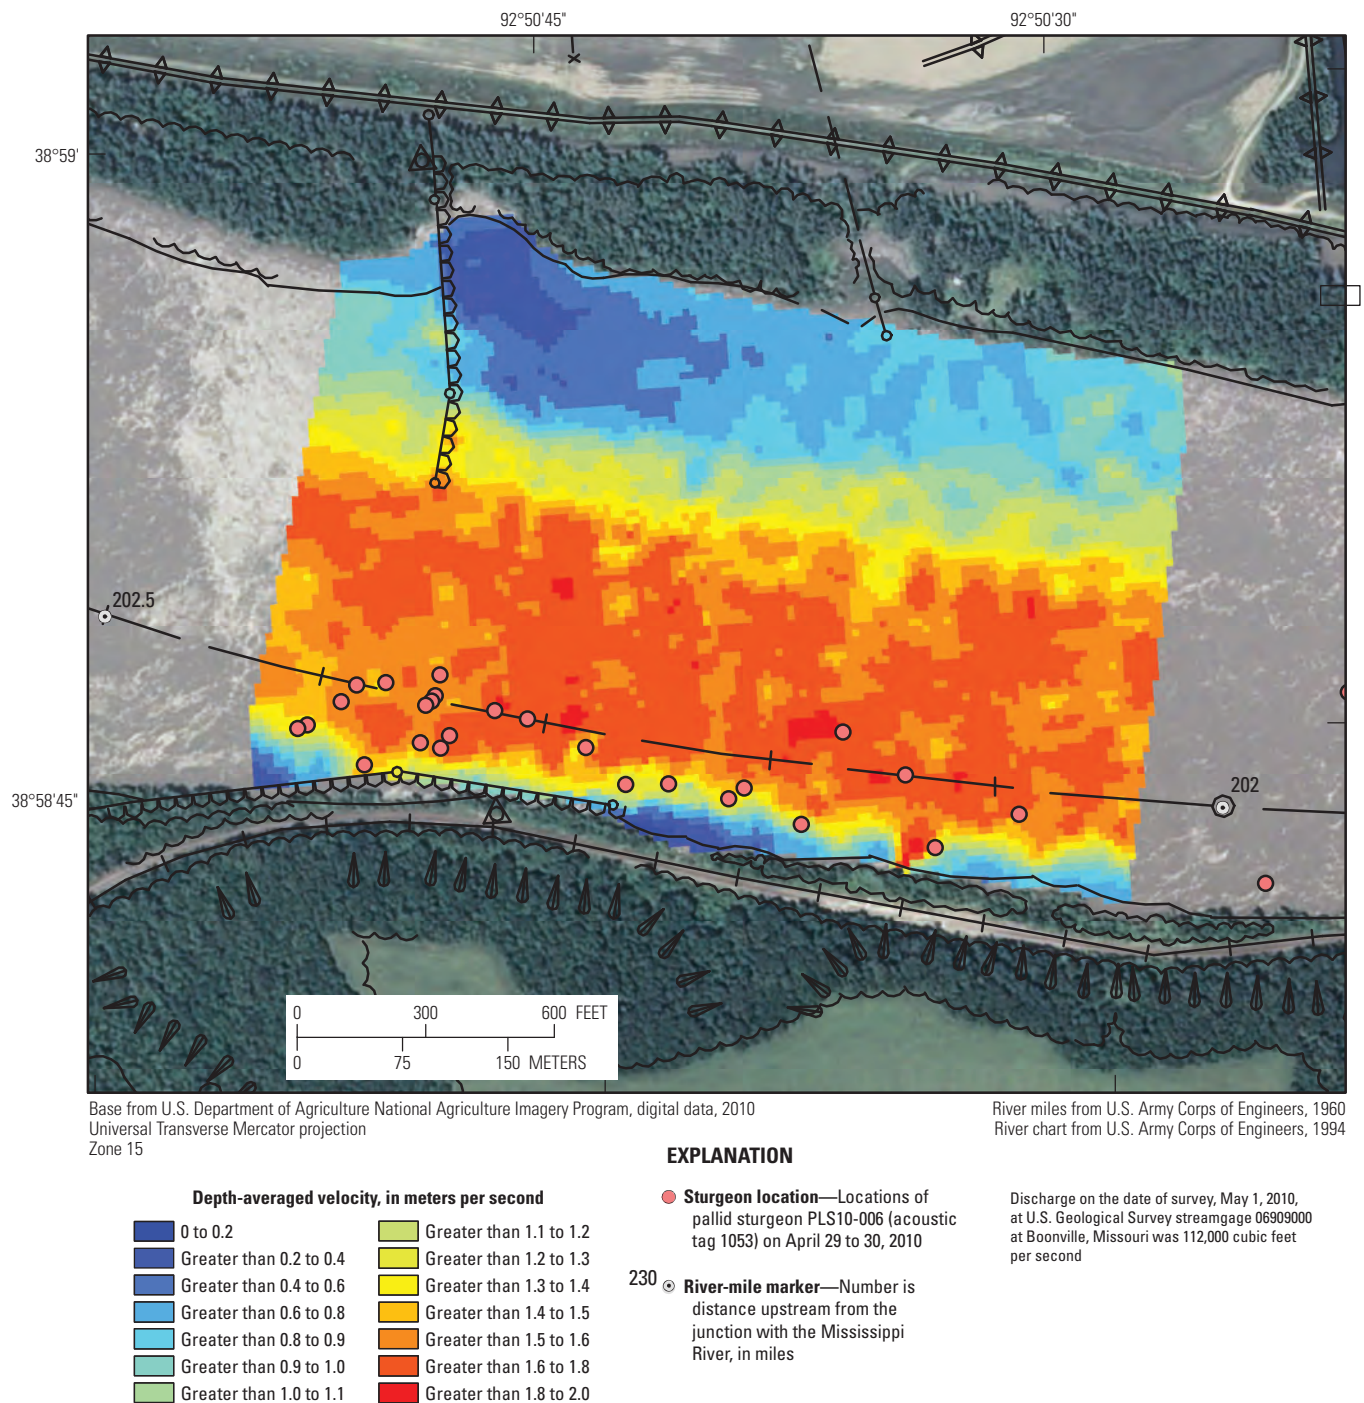 92°50'45"
92°50'30"
38°59'
202.5
202
38°58'45"
0 300 600 FEET
0 75 150 METERS
Base from U.S. Department of Agriculture National Agriculture Imagery Program, digital data, 2010
Universal Transverse Mercator projection
Zone 15
River miles from U.S. Army Corps of Engineers, 1960
River chart from U.S. Army Corps of Engineers, 1994
EXPLANATION
Depth-averaged velocity, in meters per second
0 to 0.2
Greater than 0.2 to 0.4
Greater than 0.4 to 0.6
Greater than 0.6 to 0.8
Greater than 0.8 to 0.9
Greater than 0.9 to 1.0
Greater than 1.0 to 1.1
Greater than 1.1 to 1.2
Greater than 1.2 to 1.3
Greater than 1.3 to 1.4
Greater than 1.4 to 1.5
Greater than 1.5 to 1.6
Greater than 1.6 to 1.8
Greater than 1.8 to 2.0
Sturgeon location—Locations of
pallid sturgeon PLS10-006 (acoustic
tag 1053) on April 29 to 30, 2010
230 River-mile marker—Number is
distance upstream from the
junction with the Mississippi
River, in miles
Discharge on the date of survey, May 1, 2010,
at U.S. Geological Survey streamgage 06909000
at Boonville, Missouri was 112,000 cubic feet
per second